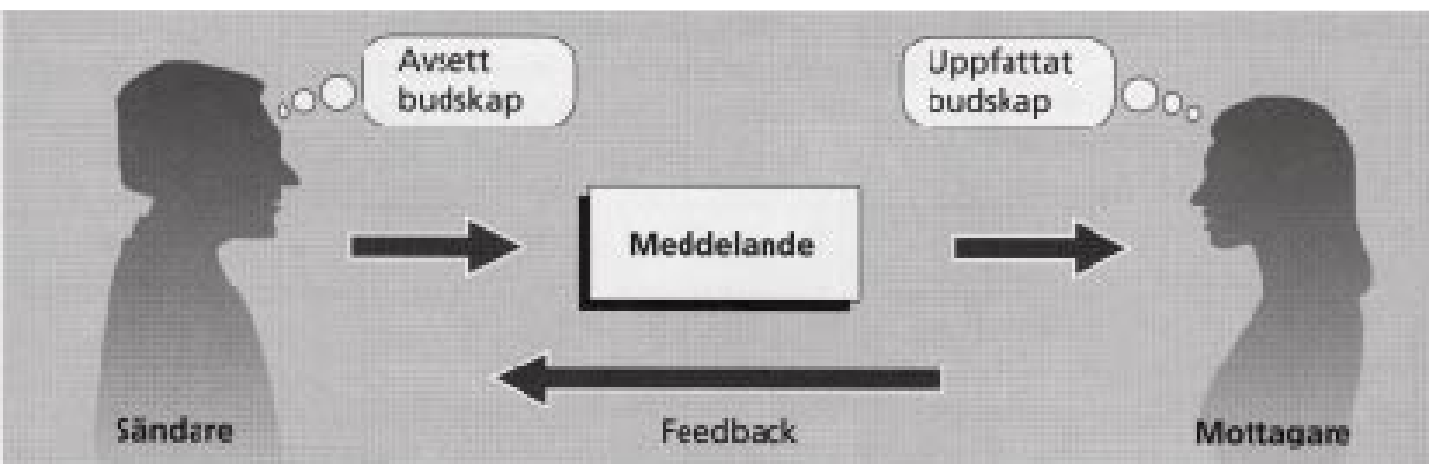 Avsett
budskap
Uppfattat
budskap
Meddelande
Sändare
Feedback
Mottagare